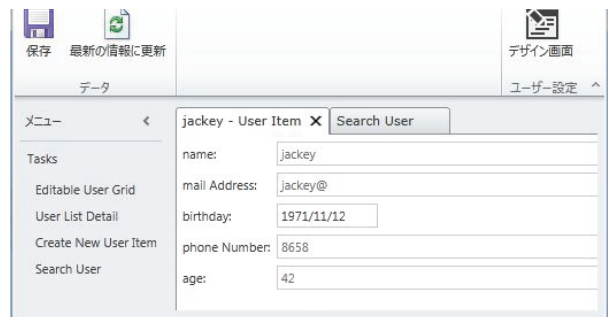 保存 最新の情報に更新 デザイン画面
データ ユーザー設定
メニュー
jackey - User Item X Search User
Tasks
Editable User Grid
User List Detail
Create New User Item
Search User
name: jackey
mail Address: jackey@
birthday: 1971/11/12
phone Number: 8658
age: 42